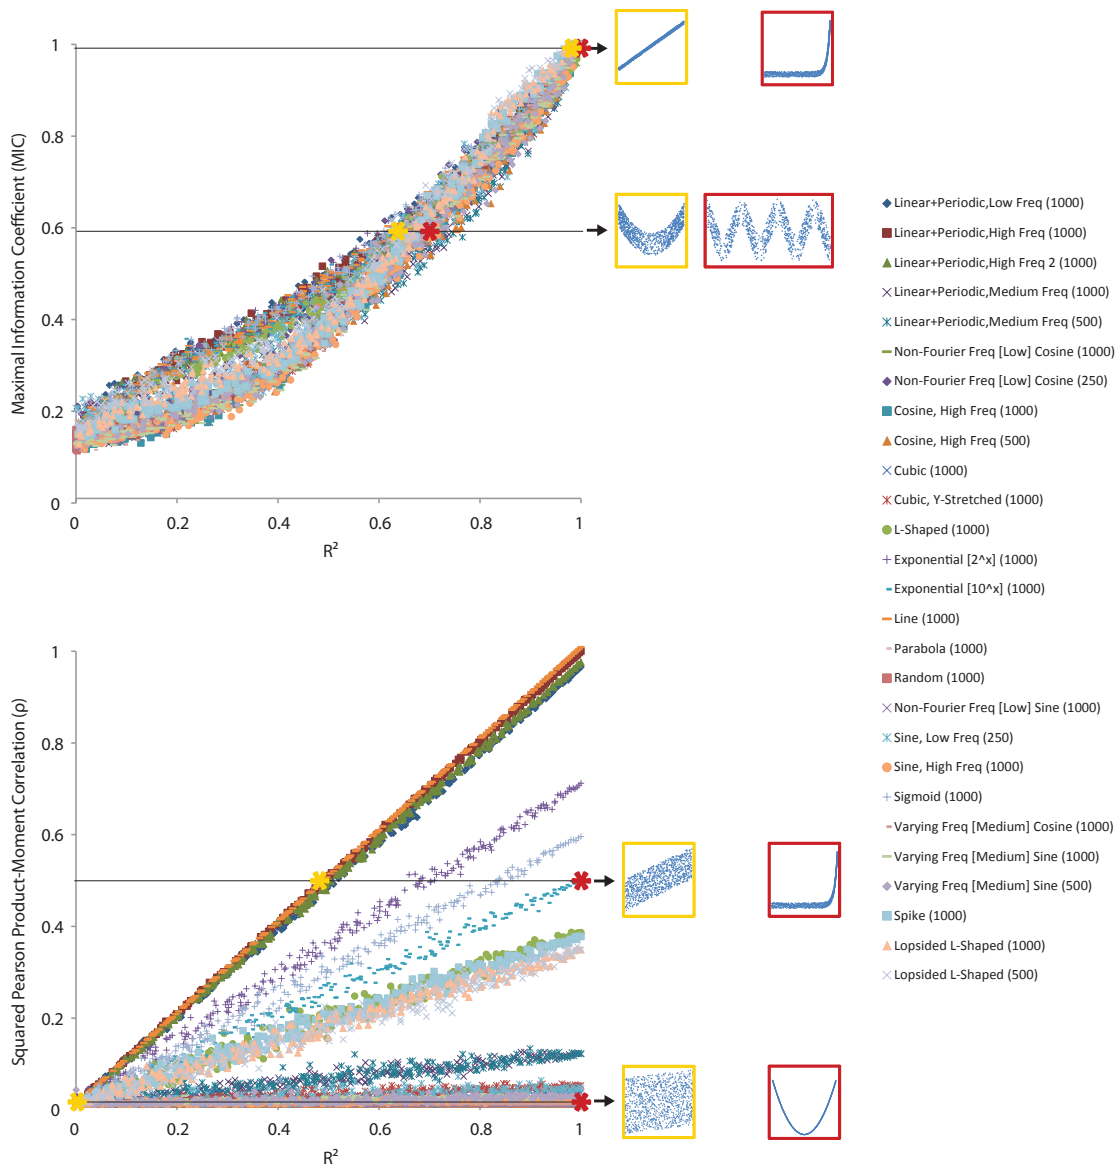 Maximal Information Coefficient (MIC)
1
0.8
0.6
0.4
0.2
0
0
0.2
0.4
0.6
0.8
1
R²
Linear+Periodic,Low Freq (1000)
Linear+Periodic,High Freq (1000)
Linear+Periodic,High Freq 2 (1000)
Linear+Periodic,Medium Freq (1000)
Linear+Periodic,Medium Freq (500)
Non-Fourier Freq [Low] Cosine (1000)
Non-Fourier Freq [Low] Cosine (250)
Cosine, High Freq (1000)
Cosine, High Freq (500)
Cubic (1000)
Cubic, Y-Stretched (1000)
L-Shaped (1000)
Exponential [2^x] (1000)
Exponential [10^x] (1000)
Line (1000)
Parabola (1000)
Random (1000)
Non-Fourier Freq [Low] Sine (1000)
Sine, Low Freq (250)
Sine, High Freq (1000)
Sigmoid (1000)
Varying Freq [Medium] Cosine (1000)
Varying Freq [Medium] Sine (1000)
Varying Freq [Medium] Sine (500)
Spike (1000)
Lopsided L-Shaped (1000)
Lopsided L-Shaped (500)
Squared Pearson Product-Moment Correlation (ρ)
1
0.8
0.6
0.4
0.2
0
0
0.2
0.4
0.6
0.8
1
R²